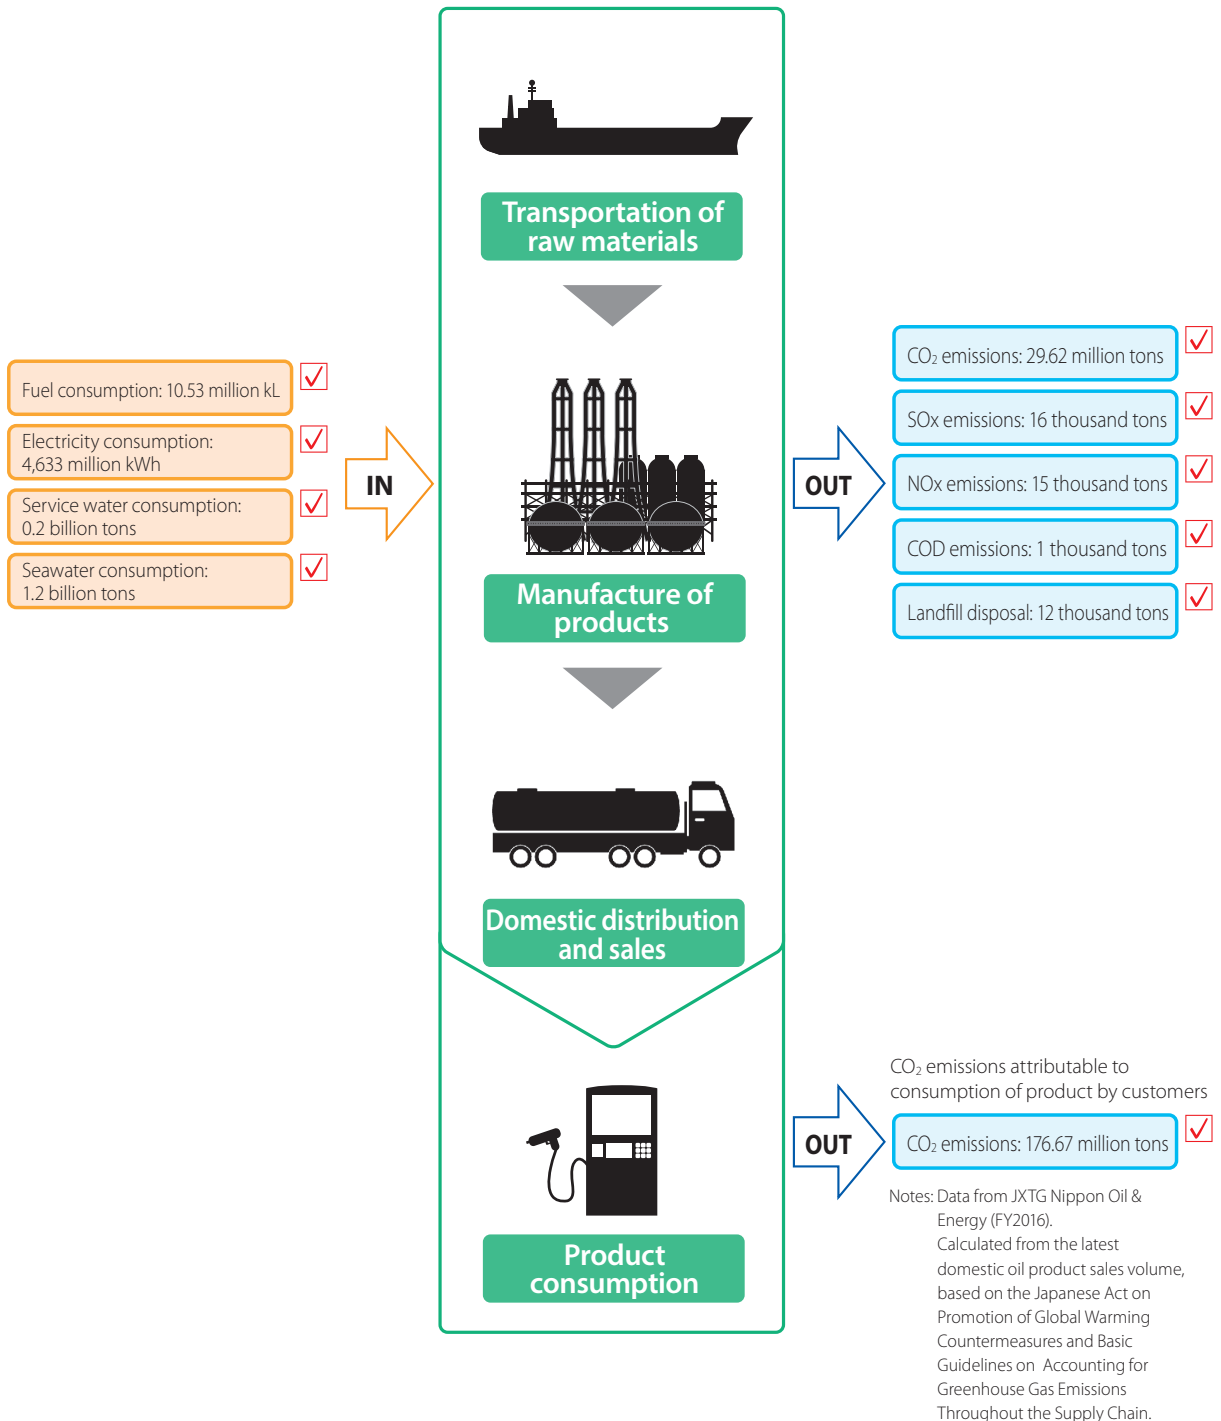 Transportation of
raw materials
Fuel consumption: 10.53 million kL
Electricity consumption:
4,633 million kWh
Service water consumption:
0.2 billion tons
Seawater consumption:
1.2 billion tons
IN
Manufacture of
products
OUT
CO₂ emissions: 29.62 million tons
SOx emissions: 16 thousand tons
NOx emissions: 15 thousand tons
COD emissions: 1 thousand tons
Landfill disposal: 12 thousand tons
Domestic distribution
and sales
Product
consumption
OUT
CO₂ emissions attributable to
consumption of product by customers
CO₂ emissions: 176.67 million tons
Notes: Data from JXTG Nippon Oil &
Energy (FY2016).
Calculated from the latest
domestic oil product sales volume,
based on the Japanese Act on
Promotion of Global Warming
Countermeasures and Basic
Guidelines on Accounting for
Greenhouse Gas Emissions
Throughout the Supply Chain.